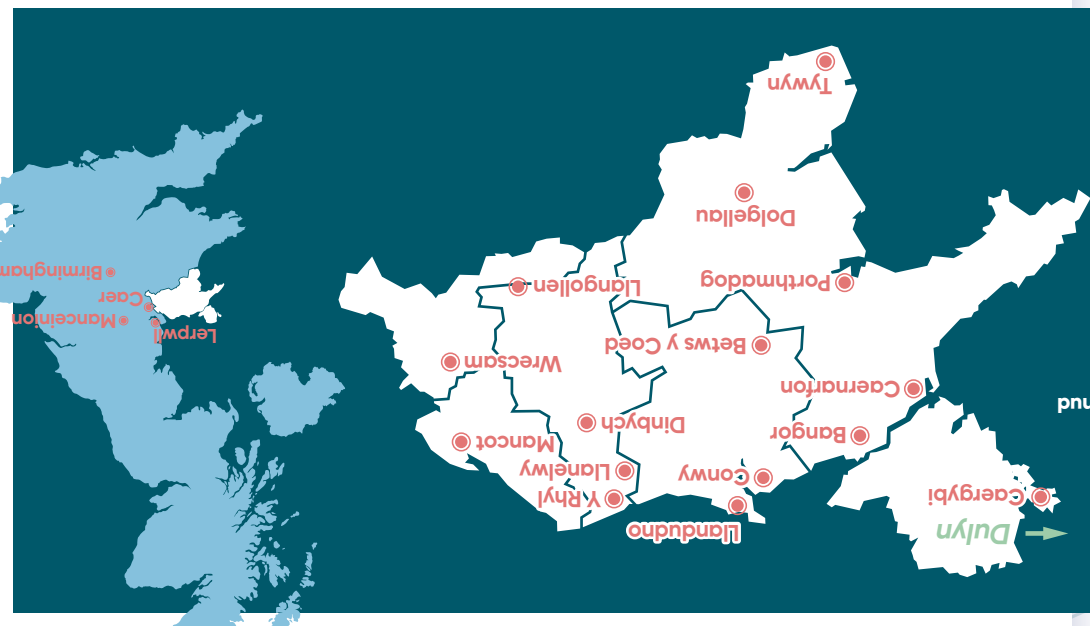 Dulyn
Llandudno
Caergybi
Y Rhyl
Conwy
Llanelwy
Bangor
Mancot
Dinbych
Caernarfon
Wrecsam
Betws y Coed
Llangollen
Porthmadog
Dolgellau
Tywyn
Lerpwl
Manceinion
Caer
Birmingham